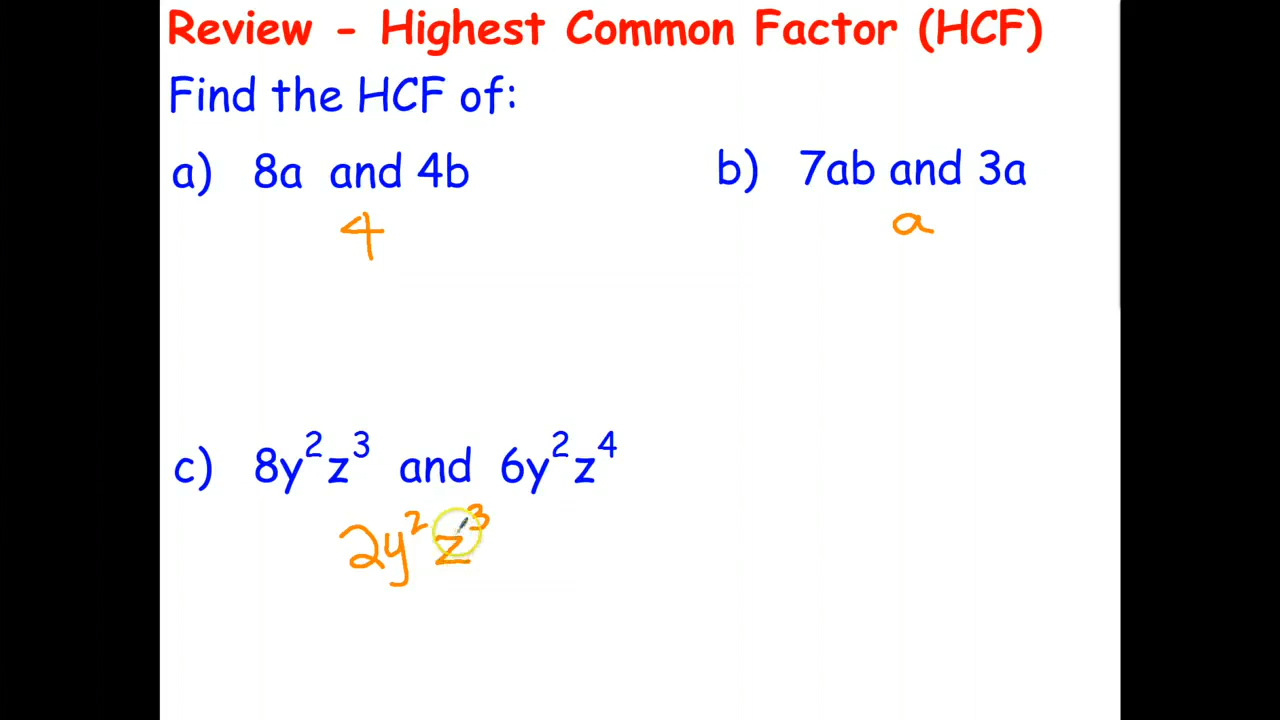 Review - Highest Common Factor (HCF)
Find the HCF of:
a) 8a and 4b
4
b) 7ab and 3a
a
c) 8y²z³ and 6y²z⁴
2y²z³